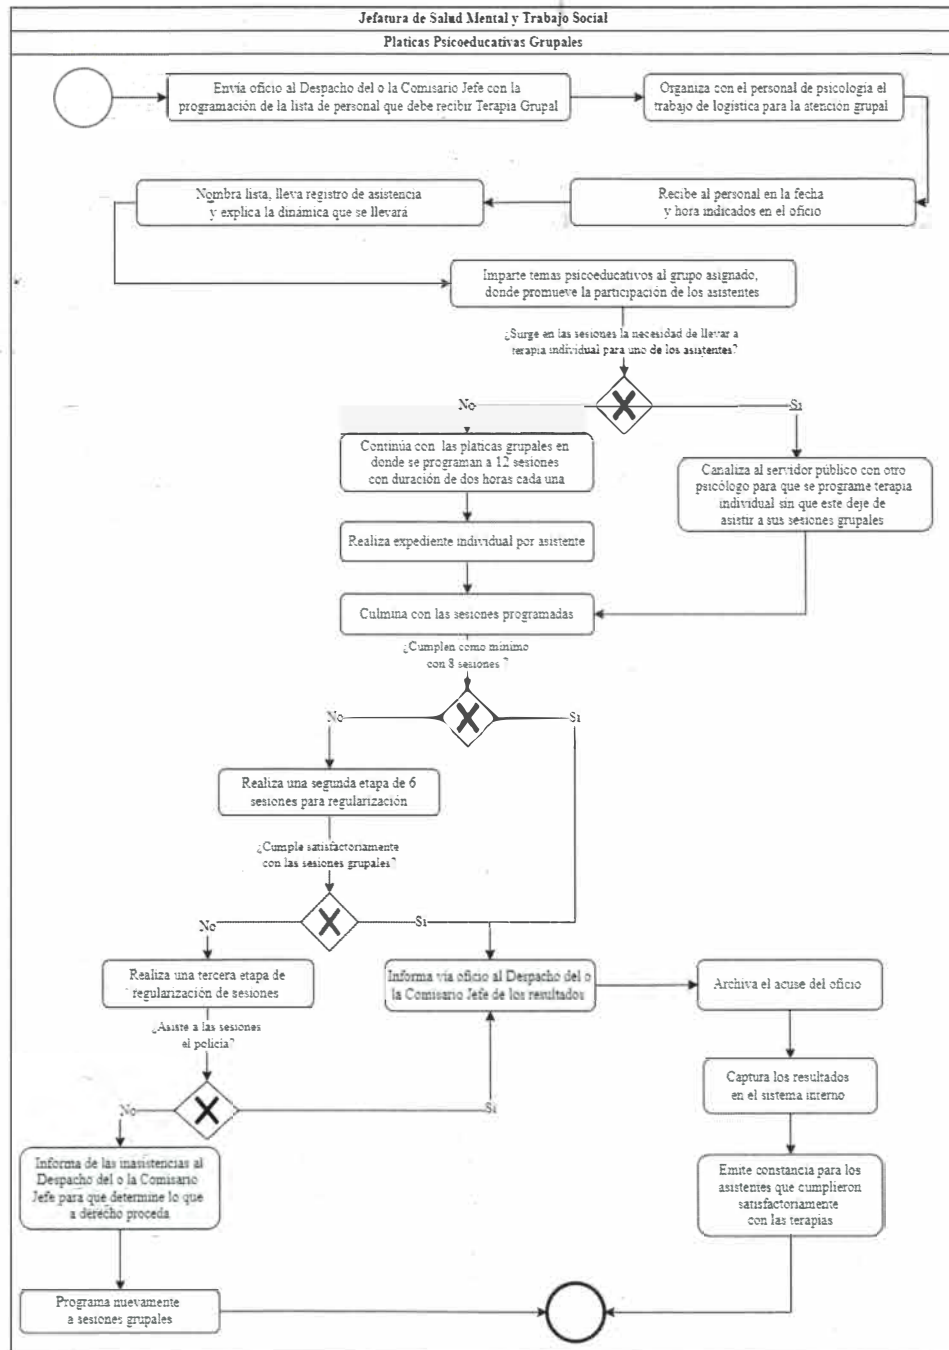 Jefatura de Salud Mental y Trabajo Social
Platicas Psicoeducativas Grupales
Envía oficio al Despacho del o la Comisario Jefe con la
programación de la lista de personal que debe recibir Terapia Grupal
Organiza con el personal de psicología el
trabajo de logística para la atención grupal
Nombra lista, lleva registro de asistencia
y explica la dinámica que se llevará
Recibe al personal en la fecha
y hora indicados en el oficio
Imparte temas psicoeducativos al grupo asignado,
donde promueve la participación de los asistentes
¿Surge en las sesiones la necesidad de llevar a
terapia individual para uno de los asistentes?
No
Si
Continúa con las platicas grupales en
donde se programan a 12 sesiones
con duración de dos horas cada una
Canaliza al servidor público con otro
psicólogo para que se programe terapia
individual sin que este deje de
asistir a sus sesiones grupales
Realiza expediente individual por asistente
Culmina con las sesiones programadas
¿Cumplen como mínimo
con 8 sesiones ?
No
Si
Realiza una segunda etapa de 6
sesiones para regularización
¿Cumple satisfactoriamente
con las sesiones grupales?
No
Si
Realiza una tercera etapa de
regularización de sesiones
Informa vía oficio al Despacho del o
la Comisario Jefe de los resultados
Archiva el acuse del oficio
¿Asiste a las sesiones
el policía?
Captura los resultados
en el sistema interno
No
Si
Informa de las inasistencias al
Despacho del o la Comisario
Jefe para que determine lo que
a derecho proceda
Emite constancia para los
asistentes que cumplieron
satisfactoriamente
con las terapias
Programa nuevamente
a sesiones grupales